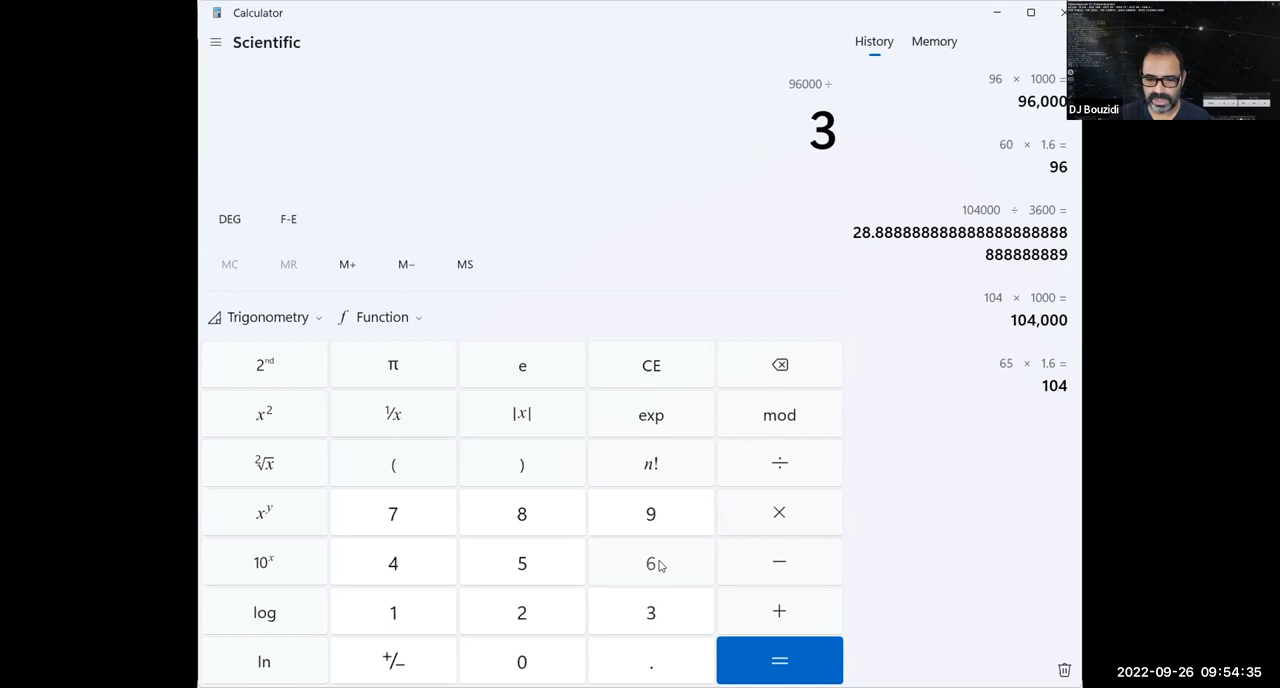 Calculator
Scientific
History Memory
96000 ÷
3
96 × 1000 =
96,000
60 × 1.6 =
96
104000 ÷ 3600 =
28.888888888888888888888
888888889
104 × 1000 =
104,000
65 × 1.6 =
104
DEG F-E
MC MR M+ M− MS
Trigonometry f Function
2nd π e CE
x2 1/x |x| exp mod
2√x ( ) n! ÷
xy 7 8 9 ×
10x 4 5 6 −
log 1 2 3 +
ln +/− 0 . =
DJ Bouzidi
2022-09-26 09:54:35